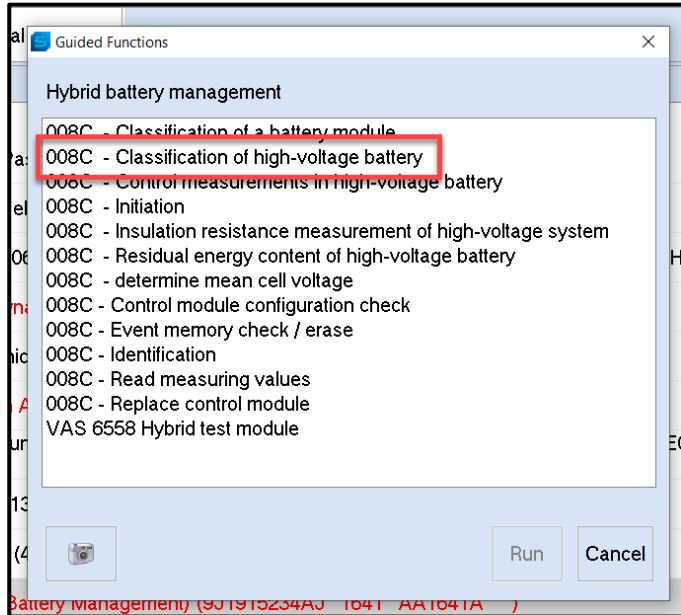 al
Guided Functions
Hybrid battery management
008C - Classification of a battery module
008C - Classification of high-voltage battery
008C - Control measurements in high-voltage battery
008C - Initiation
008C - Insulation resistance measurement of high-voltage system
008C - Residual energy content of high-voltage battery
008C - determine mean cell voltage
008C - Control module configuration check
008C - Event memory check / erase
008C - Identification
008C - Read measuring values
008C - Replace control module
VAS 6558 Hybrid test module
Run
Cancel
Battery Management) (9J1915234AJ 1641 AA1641A )